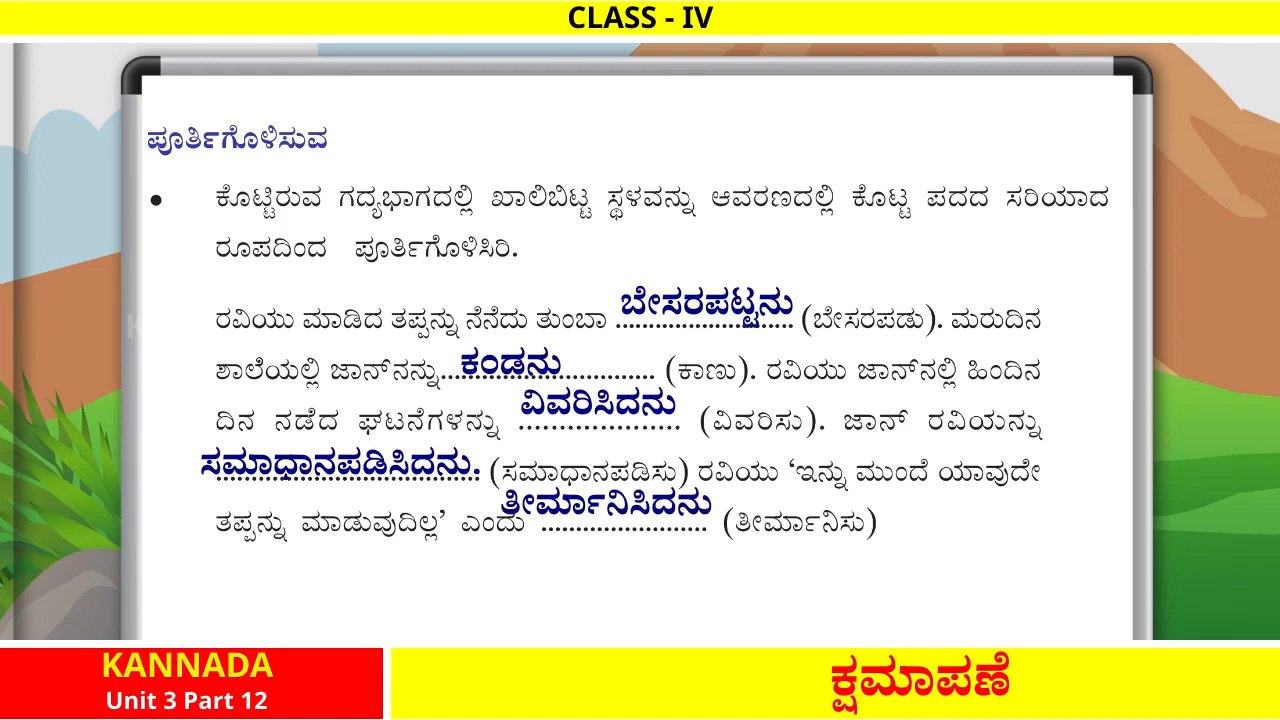 CLASS - IV
ಪೂರ್ತಿಗೊಳಿಸುವ
• ಕೊಟ್ಟಿರುವ ಗದ್ಯಭಾಗದಲ್ಲಿ ಖಾಲಿಬಿಟ್ಟ ಸ್ಥಳವನ್ನು ಆವರಣದಲ್ಲಿ ಕೊಟ್ಟ ಪದದ ಸರಿಯಾದ
ರೂಪದಿಂದ ಪೂರ್ತಿಗೊಳಿಸಿರಿ.
ರವಿಯು ಮಾಡಿದ ತಪ್ಪನ್ನು ನೆನೆದು ತುಂಬಾ ಬೇಸರಪಟ್ಟನು (ಬೇಸರಪಡು). ಮರುದಿನ
ಶಾಲೆಯಲ್ಲಿ ಜಾನ್‌ನನ್ನು ಕಂಡನು (ಕಾಣು). ರವಿಯು ಜಾನ್‌ನಲ್ಲಿ ಹಿಂದಿನ
ದಿನ ನಡೆದ ಘಟನೆಗಳನ್ನು ವಿವರಿಸಿದನು (ವಿವರಿಸು). ಜಾನ್ ರವಿಯನ್ನು
ಸಮಾಧಾನಪಡಿಸಿದನು. (ಸಮಾಧಾನಪಡಿಸು) ರವಿಯು ‘ಇನ್ನು ಮುಂದೆ ಯಾವುದೇ
ತಪ್ಪನ್ನು ಮಾಡುವುದಿಲ್ಲ’ ಎಂದು ತೀರ್ಮಾನಿಸಿದನು (ತೀರ್ಮಾನಿಸು)
KANNADA
Unit 3 Part 12
ಕ್ಷಮಾಪಣೆ